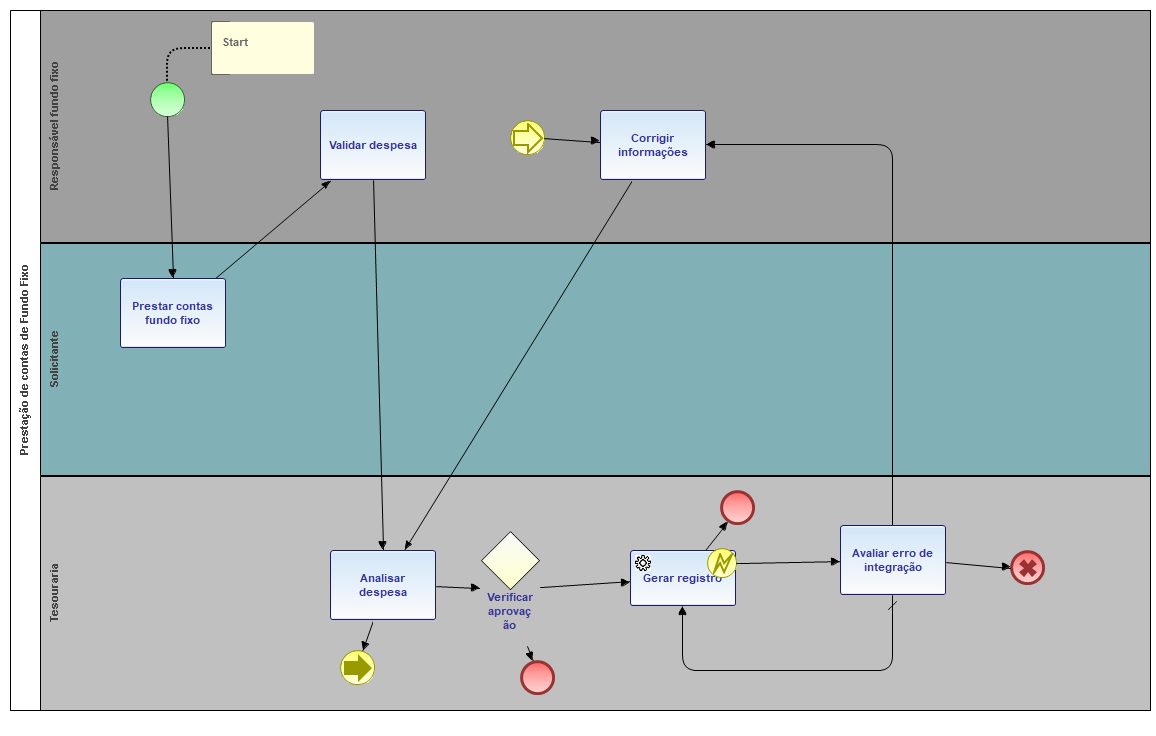 Prestação de contas de Fundo Fixo
Responsável fundo fixo
Start
Validar despesa
Corrigir
informações
Solicitante
Prestar contas
fundo fixo
Tesouraria
Analisar
despesa
Verificar
aprovaç
ão
Gerar registro
Avaliar erro de
integração